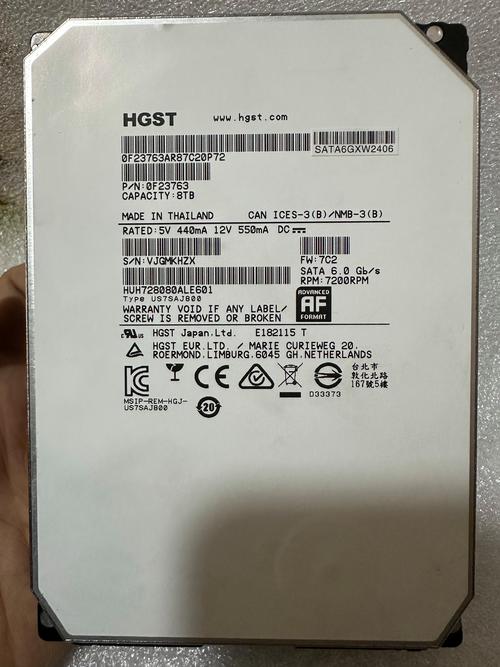 HGST www.hgst.com
0F23763AR87C20P72 SATA6GXW2406
P/N:0F23763
CAPACITY:8TB
MADE IN THAILAND CAN ICES-3(B)/NMB-3(B)
RATED:5V 440mA 12V 550mA DC
S/N:VJGMKHZX FW:7C2
SATA 6.0 Gb/s
RPM:7200RPM
HUH728080ALE601
Type US7SAJ800
ADVANCED
AF
FORMAT
WARRANTY VOID IF ANY LABEL/
SCREW IS REMOVED OR BROKEN
HGST Japan,Ltd. E182115 T
HGST EUR.LTD. / MARIE CURIEWEG 20.
ROERMOND.LIMBURG.6045 GH.NETHERLANDS
MSIP-REM-HGJ-
US7SAJ800
20
D33373
台北市
敦化北路
167號5樓